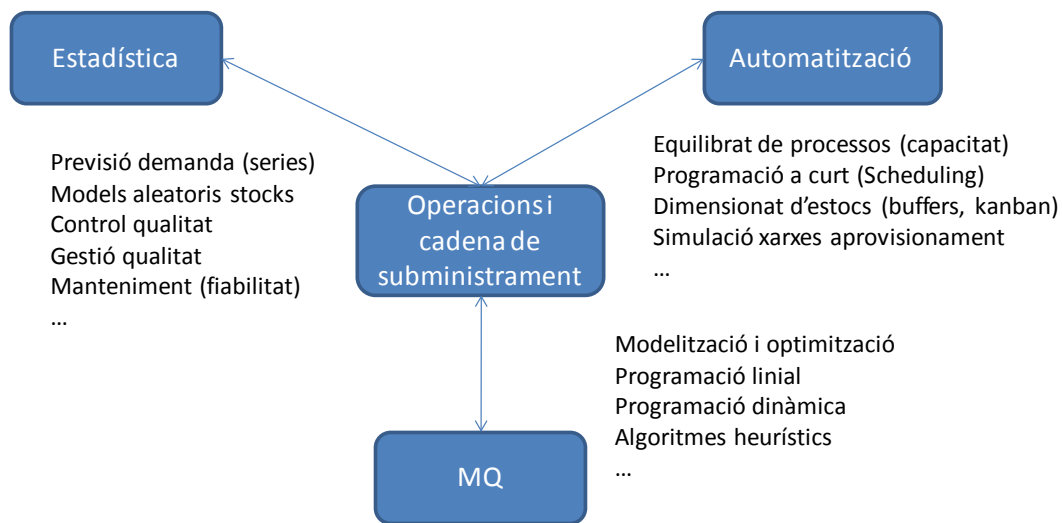 Estadística
Automatització
Previsió demanda (series)
Models aleatoris stocks
Control qualitat
Gestió qualitat
Manteniment (fiabilitat)
…
Equilibrat de processos (capacitat)
Programació a curt (Scheduling)
Dimensionat d’estocs (buffers, kanban)
Simulació xarxes aprovisionament
…
Operacions i
cadena de
subministrament
Modelització i optimització
Programació linial
Programació dinàmica
Algoritmes heurístics
…
MQ